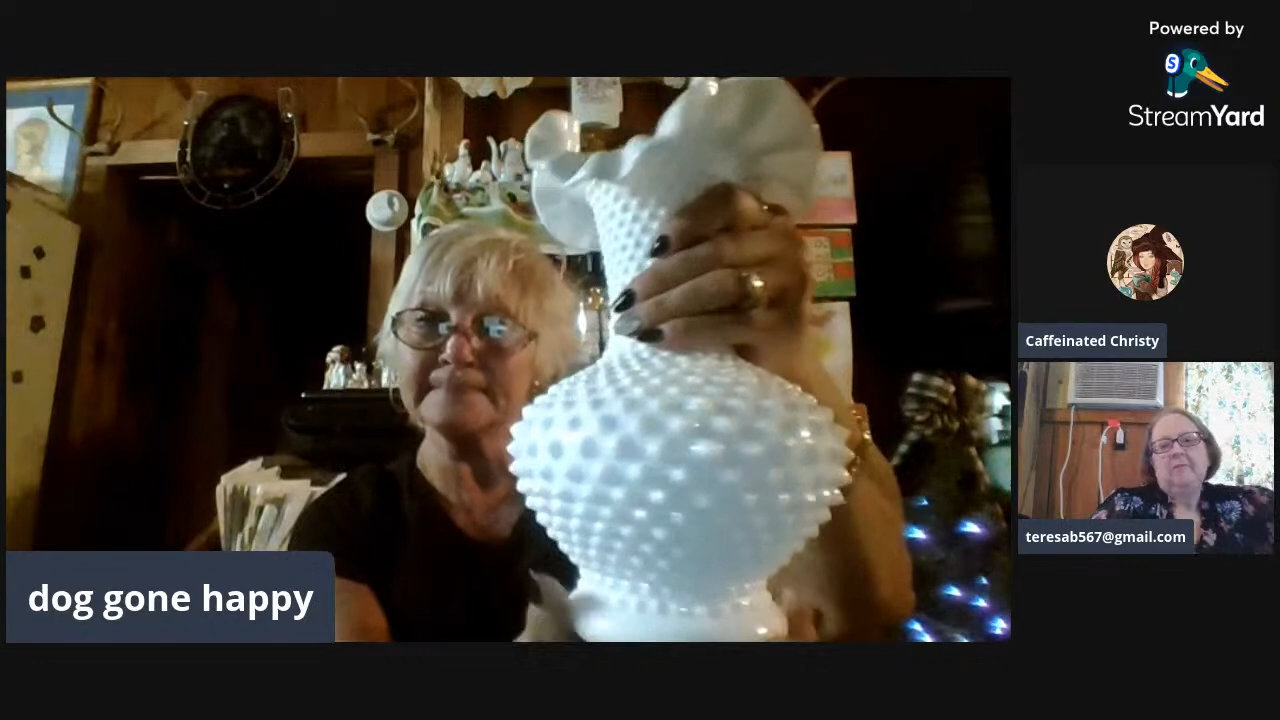 Powered by
StreamYard
Caffeinated Christy
teresab567@gmail.com
dog gone happy